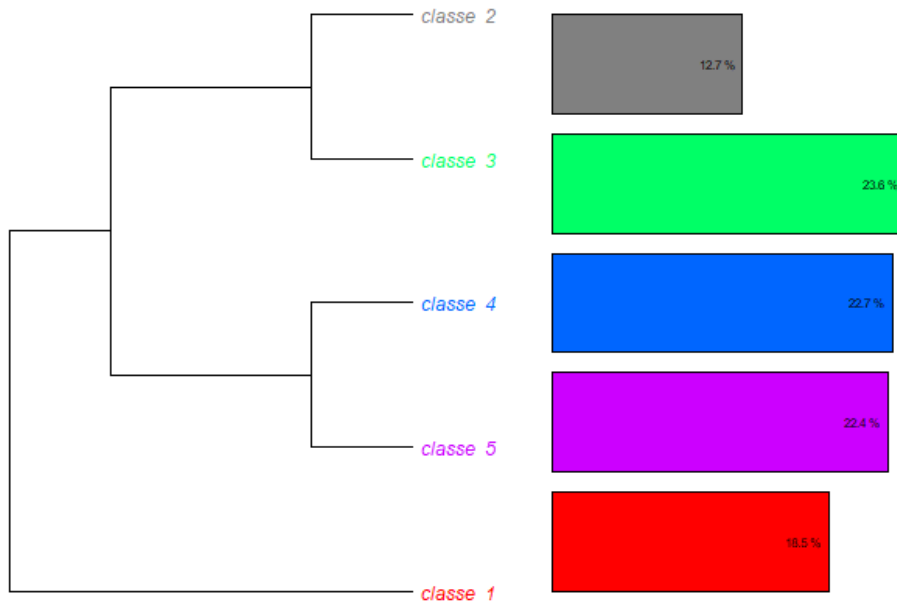 classe 2
12.7 %
classe 3
23.6 %
classe 4
22.7 %
classe 5
22.4 %
classe 1
18.5 %